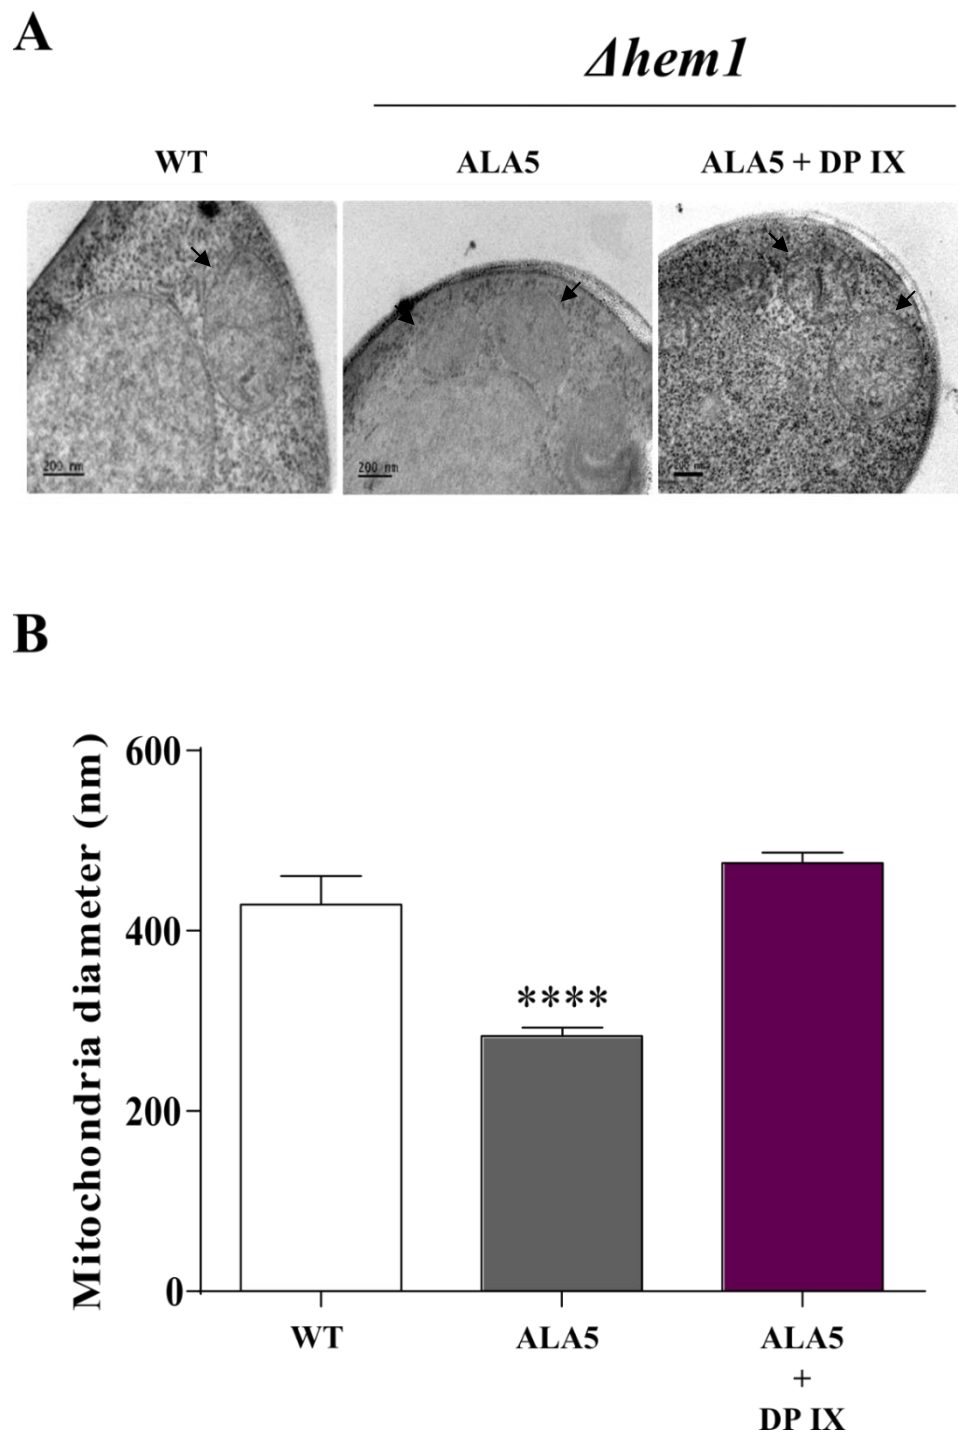 A
Δhem1
WT ALA5 ALA5 + DP IX
200 nm 200 nm
B
Mitochondria diameter (nm)
600
400
200
0
****
WT ALA5 ALA5
+
DP IX